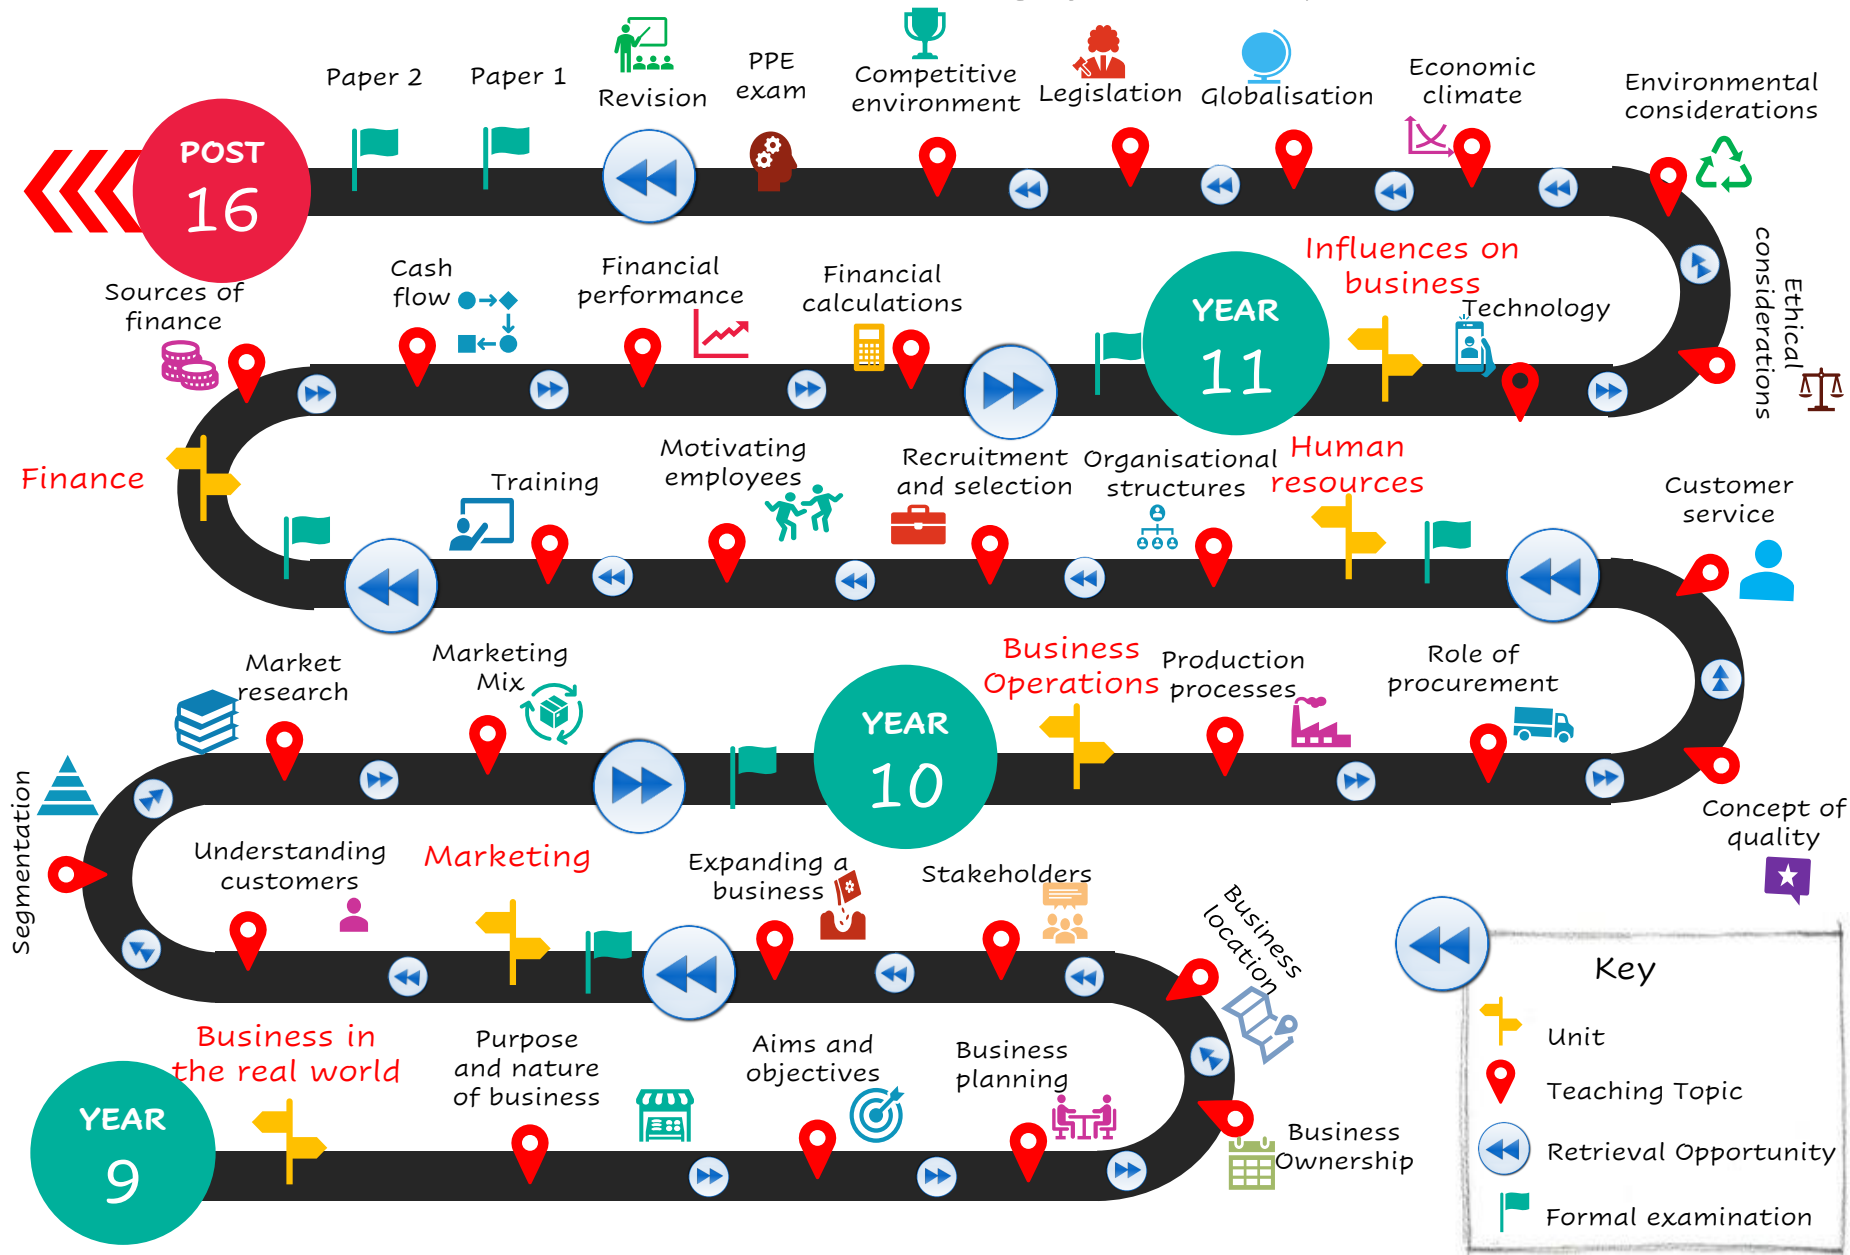 Paper 2
Paper 1
Revision
PPE
exam
Competitive
environment
Legislation
Globalisation
Economic
climate
Environmental
considerations
POST
16
Sources of
finance
Cash
flow
Financial
performance
Financial
calculations
YEAR
11
Influences on
business
Technology
Ethical
considerations
Finance
Training
Motivating
employees
Recruitment
and selection
Organisational
structures
Human
resources
Customer
service
Market
research
Marketing
Mix
YEAR
10
Business
Operations
Production
processes
Role of
procurement
Concept of
quality
Segmentation
Understanding
customers
Marketing
Expanding a
business
Stakeholders
Business
location
Business in
the real world
YEAR
9
Purpose
and nature
of business
Aims and
objectives
Business
planning
Business
Ownership
Key
Unit
Teaching Topic
Retrieval Opportunity
Formal examination